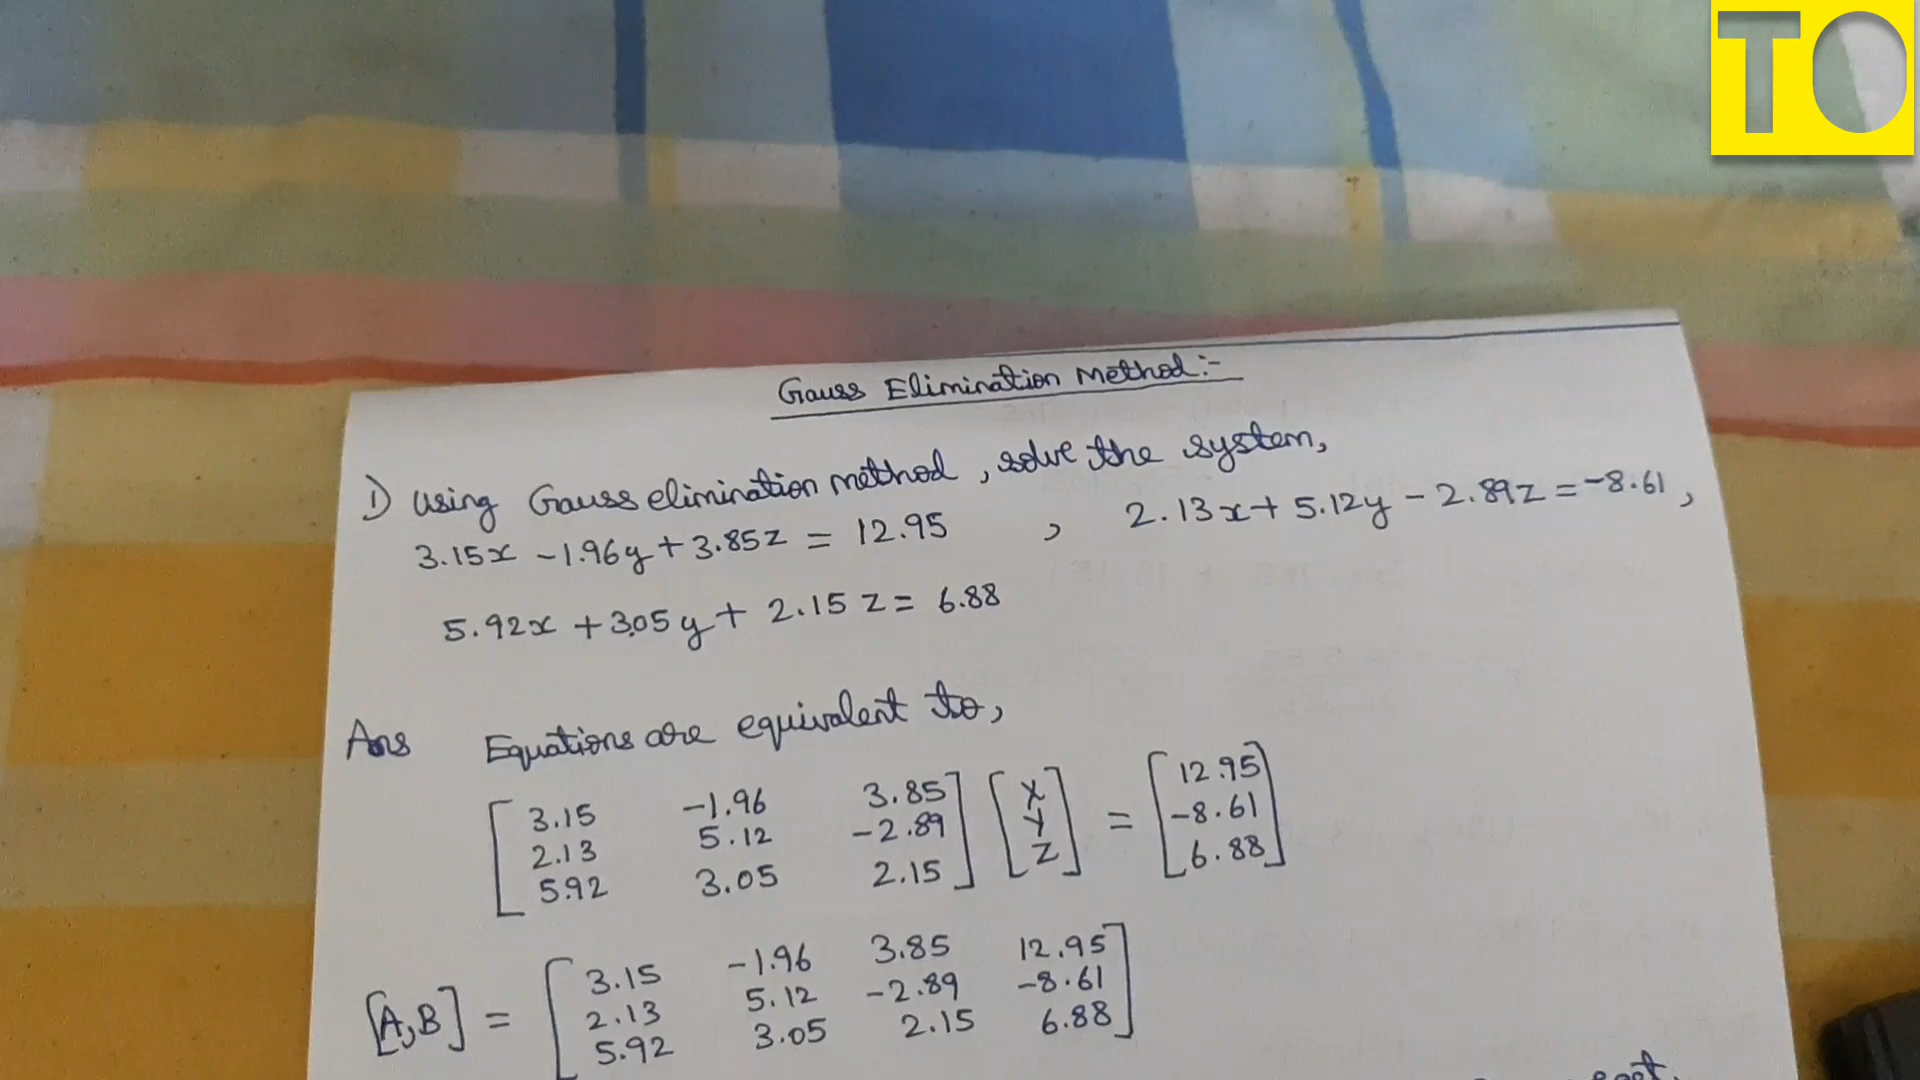 TO
Gauss Elimination Method:-
1) Using Gauss elimination method, solve the system,
3.15x -1.96y + 3.85z = 12.95 , 2.13x + 5.12y - 2.89z = -8.61,
5.92x + 3.05y + 2.15z = 6.88
Ans Equations are equivalent to,
[3.15 -1.96 3.85] [x] = [12.95]
[2.13 5.12 -2.89] [y] [-8.61]
[5.92 3.05 2.15] [z] [6.88]
[A,B] = [3.15 -1.96 3.85 12.95]
[2.13 5.12 -2.89 -8.61]
[5.92 3.05 2.15 6.88]